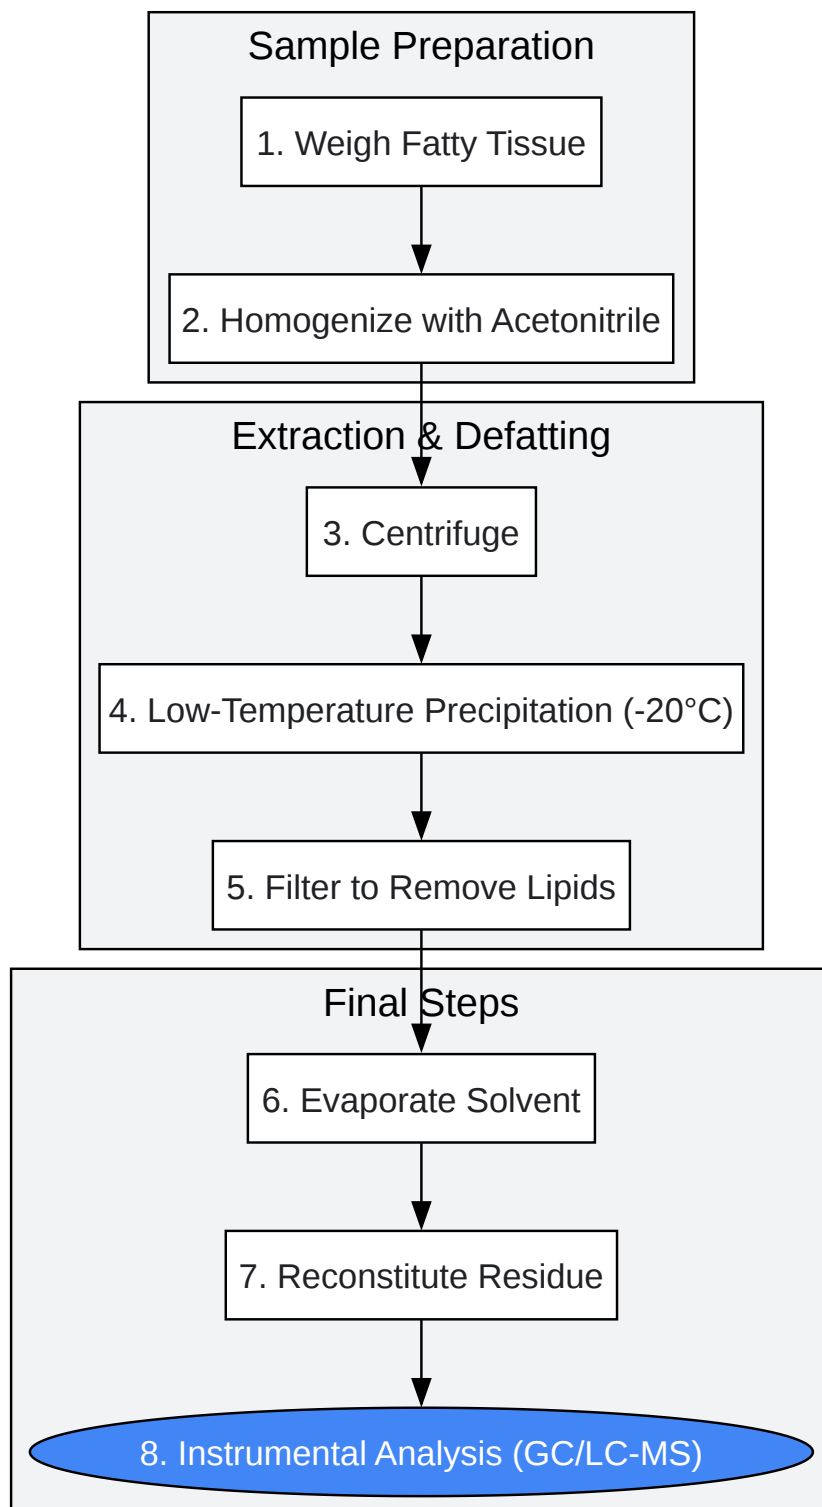 Sample Preparation
1. Weigh Fatty Tissue
2. Homogenize with Acetonitrile
Extraction & Defatting
3. Centrifuge
4. Low-Temperature Precipitation (-20°C)
5. Filter to Remove Lipids
Final Steps
6. Evaporate Solvent
7. Reconstitute Residue
8. Instrumental Analysis (GC/LC-MS)